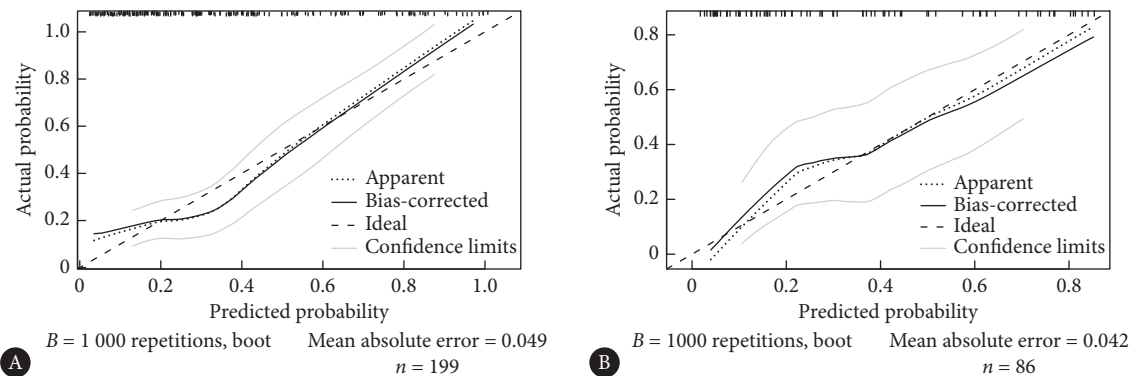 1.0
0.8
0.6
0.4
0.2
0
Actual probability
0 0.2 0.4 0.6 0.8 1.0
Predicted probability
Apparent
Bias-corrected
Ideal
Confidence limits
B = 1 000 repetitions, boot Mean absolute error = 0.049
n = 199
A
0.8
0.6
0.4
0.2
0
Actual probability
0 0.2 0.4 0.6 0.8
Predicted probability
Apparent
Bias-corrected
Ideal
Confidence limits
B = 1000 repetitions, boot Mean absolute error = 0.042
n = 86
B